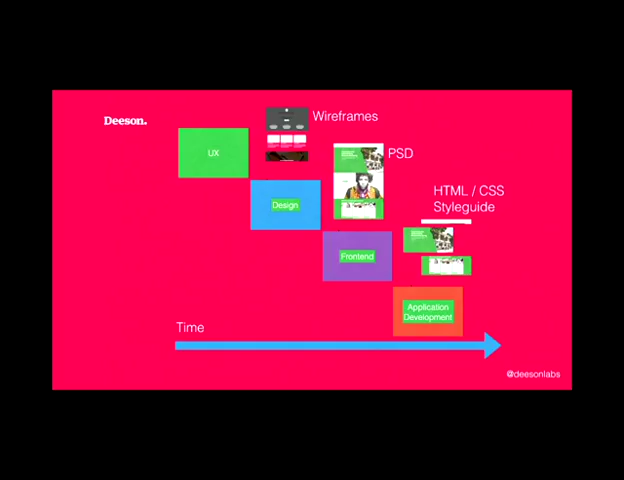 Deeson.
Wireframes
UX
PSD
HTML / CSS
Styleguide
Design
Frontend
Application
Development
Time
@deesonlabs